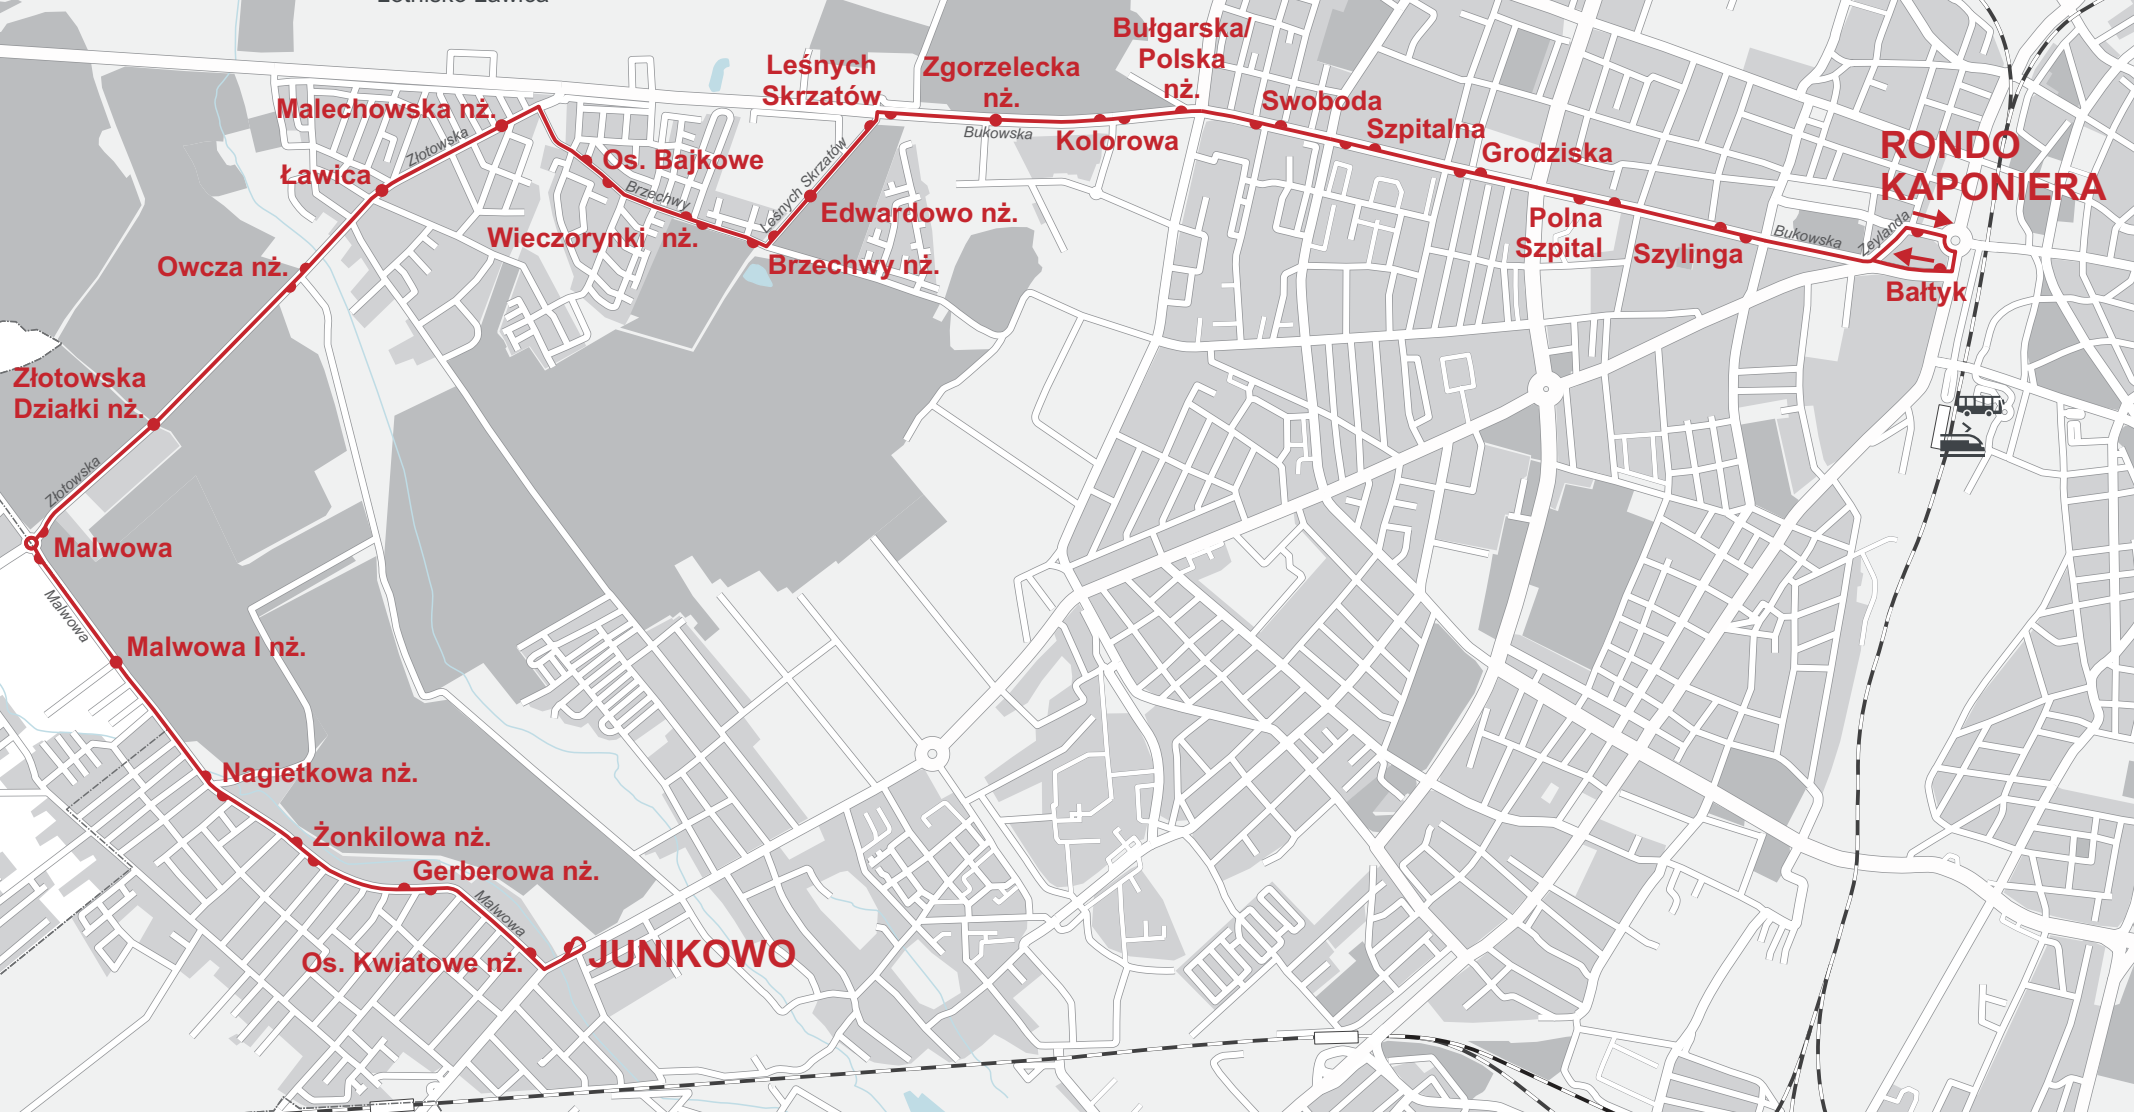 Bułgarska/
Polska
nż.
Leśnych
Skrzatów
Zgorzelecka
nż.
Malechowska nż.
Swoboda
Szpitalna
Kolorowa
Bukowska
Grodziska
RONDO
KAPONIERA
Złotowska
Os. Bajkowe
Ławica
Brzechwy
Leśnych Skrzatów
Edwardowo nż.
Wieczorynki nż.
Polna
Szpital
Szylinga
Bukowska
Zeylanda
Owcza nż.
Brzechwy nż.
Bałtyk
Złotowska
Działki nż.
Złotowska
Malwowa
Malwowa
Malwowa I nż.
Nagietkowa nż.
Żonkilowa nż.
Gerberowa nż.
Malwowa
Os. Kwiatowe nż.
JUNIKOWO